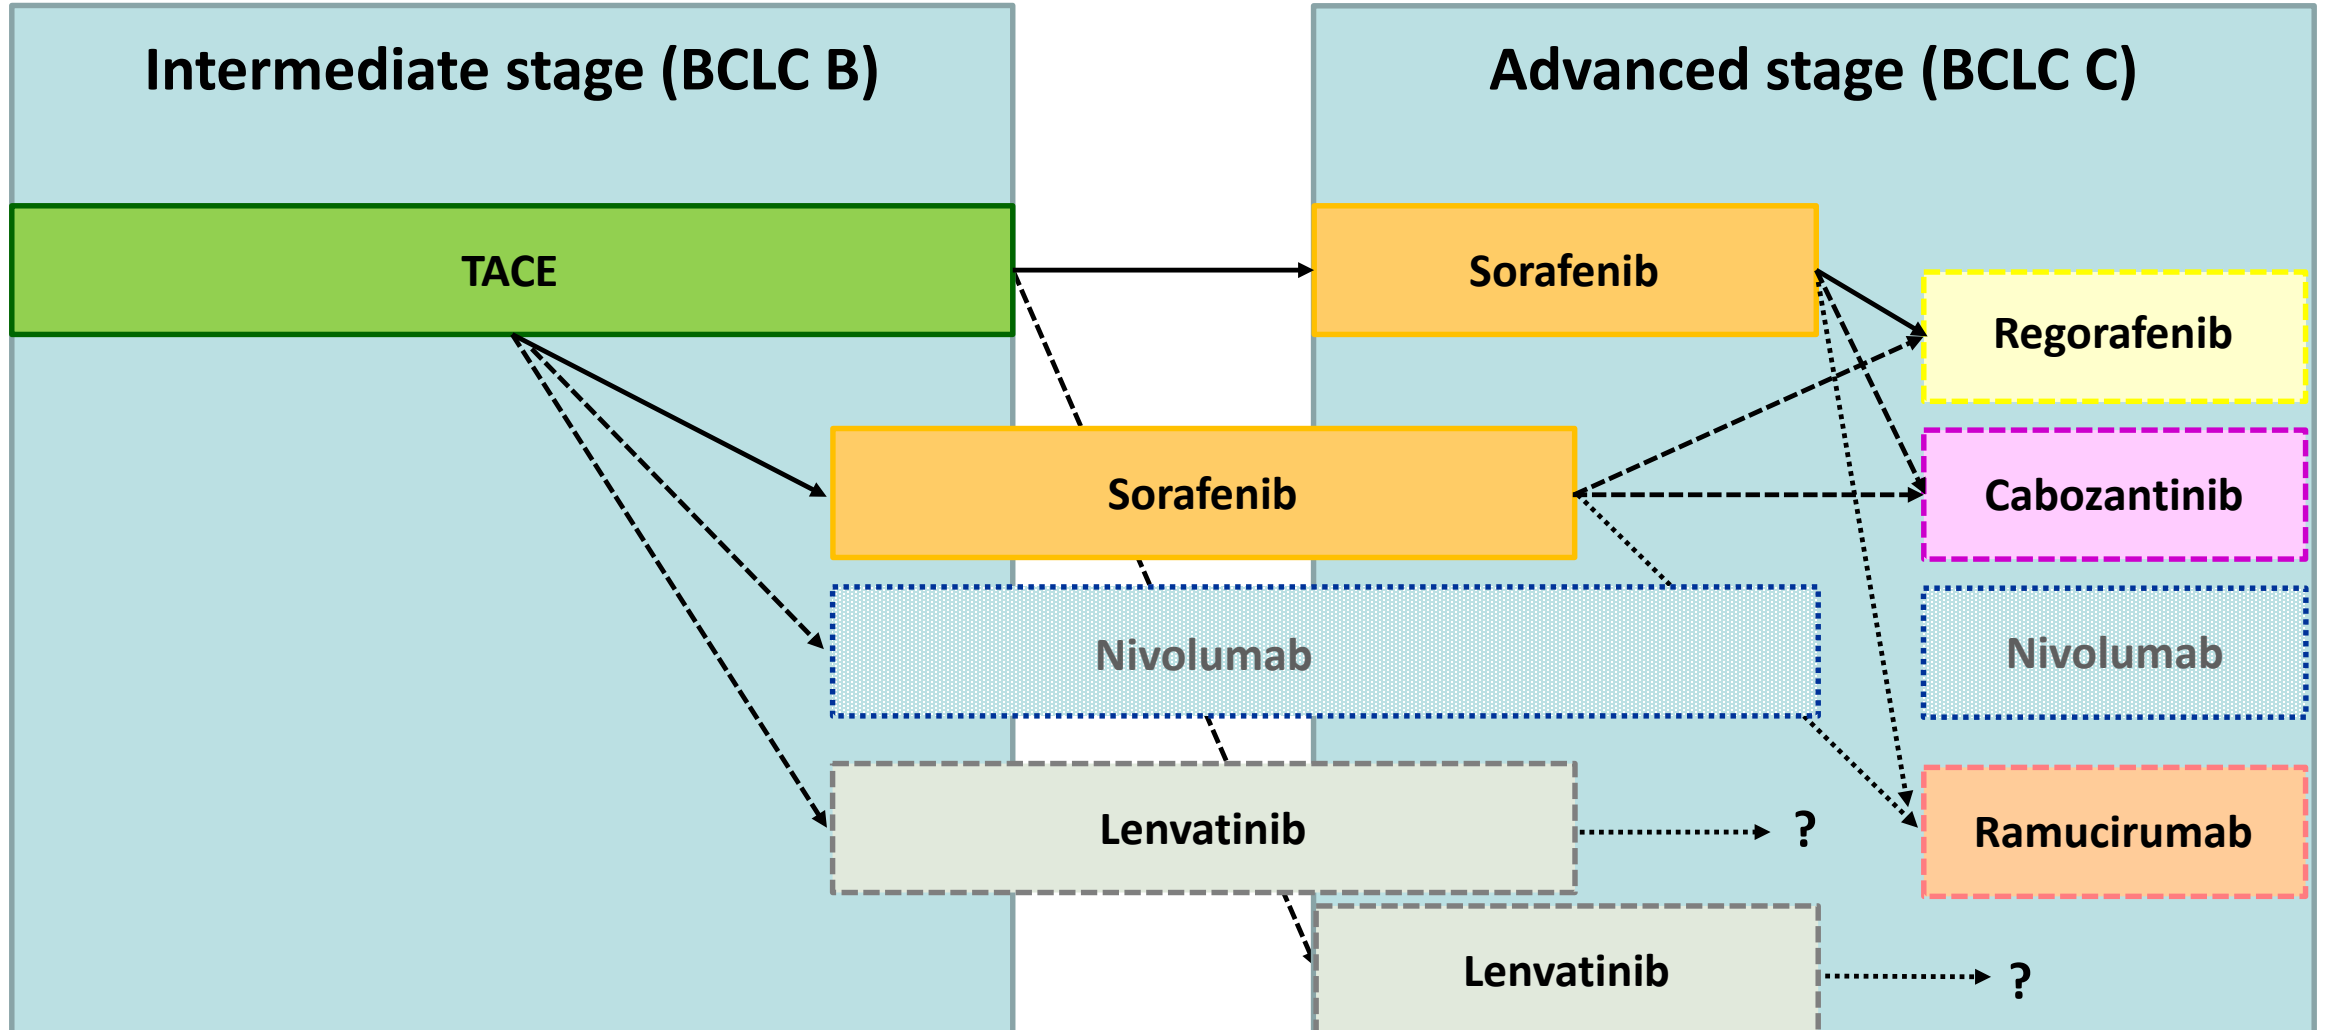 Intermediate stage (BCLC B)
Advanced stage (BCLC C)
TACE
Sorafenib
Regorafenib
Sorafenib
Cabozantinib
Nivolumab
Nivolumab
Lenvatinib
?
Ramucirumab
Lenvatinib
?